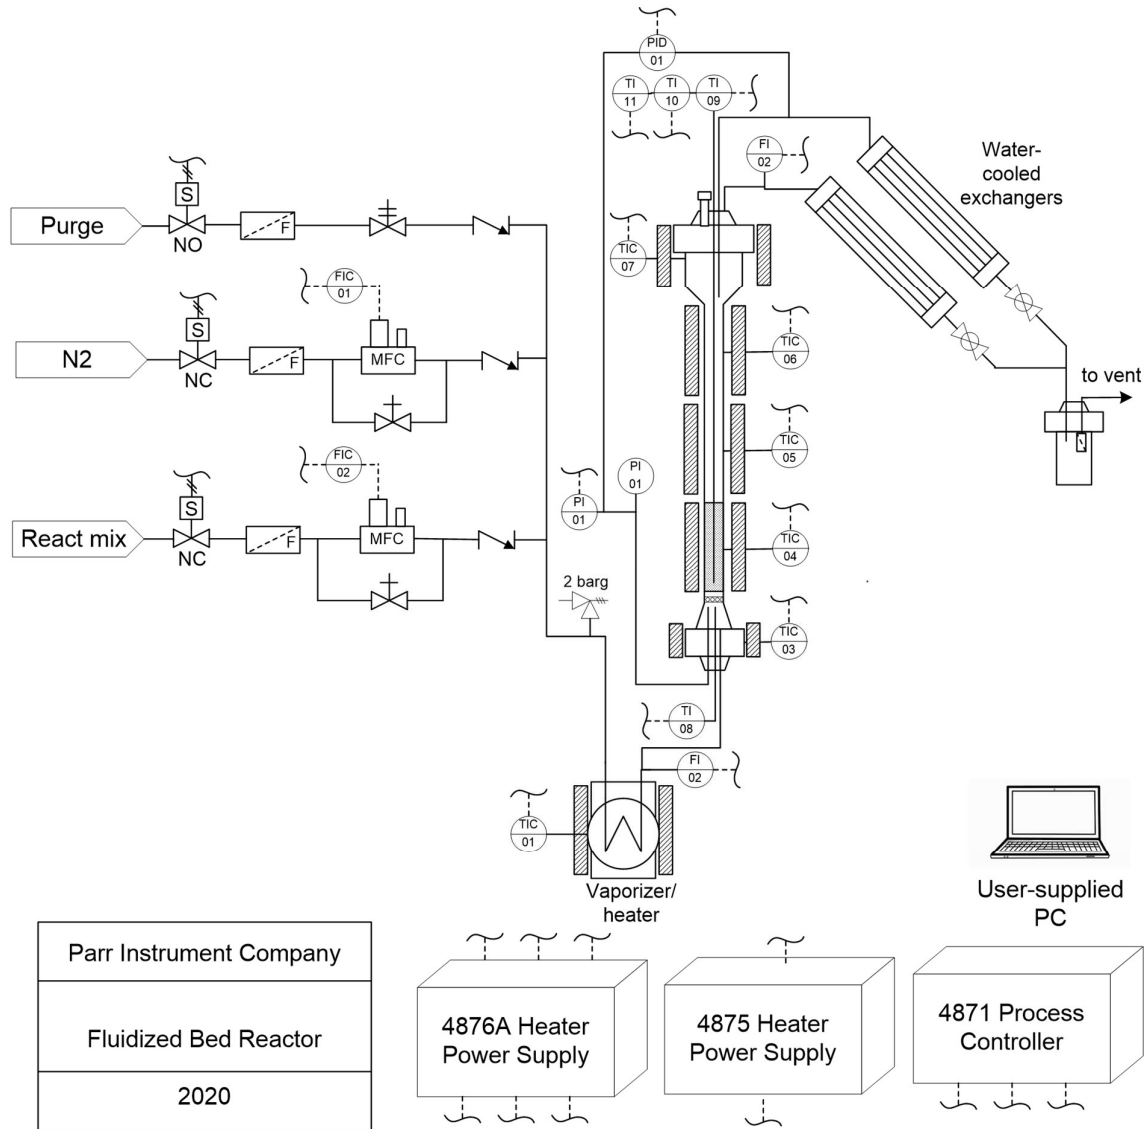 PID
01
TI
11
TI
10
TI
09
FI
02
Water-
cooled
exchangers
S
Purge
NO
F
TIC
07
FIC
01
S
N2
NC
F
MFC
TIC
06
to vent
FIC
02
S
React mix
NC
F
MFC
PI
01
PI
01
TIC
05
TIC
04
2 barg
TIC
03
TI
08
FI
02
TIC
01
Vaporizer/
heater
User-supplied
PC
Parr Instrument Company
Fluidized Bed Reactor
2020
4876A Heater
Power Supply
4875 Heater
Power Supply
4871 Process
Controller